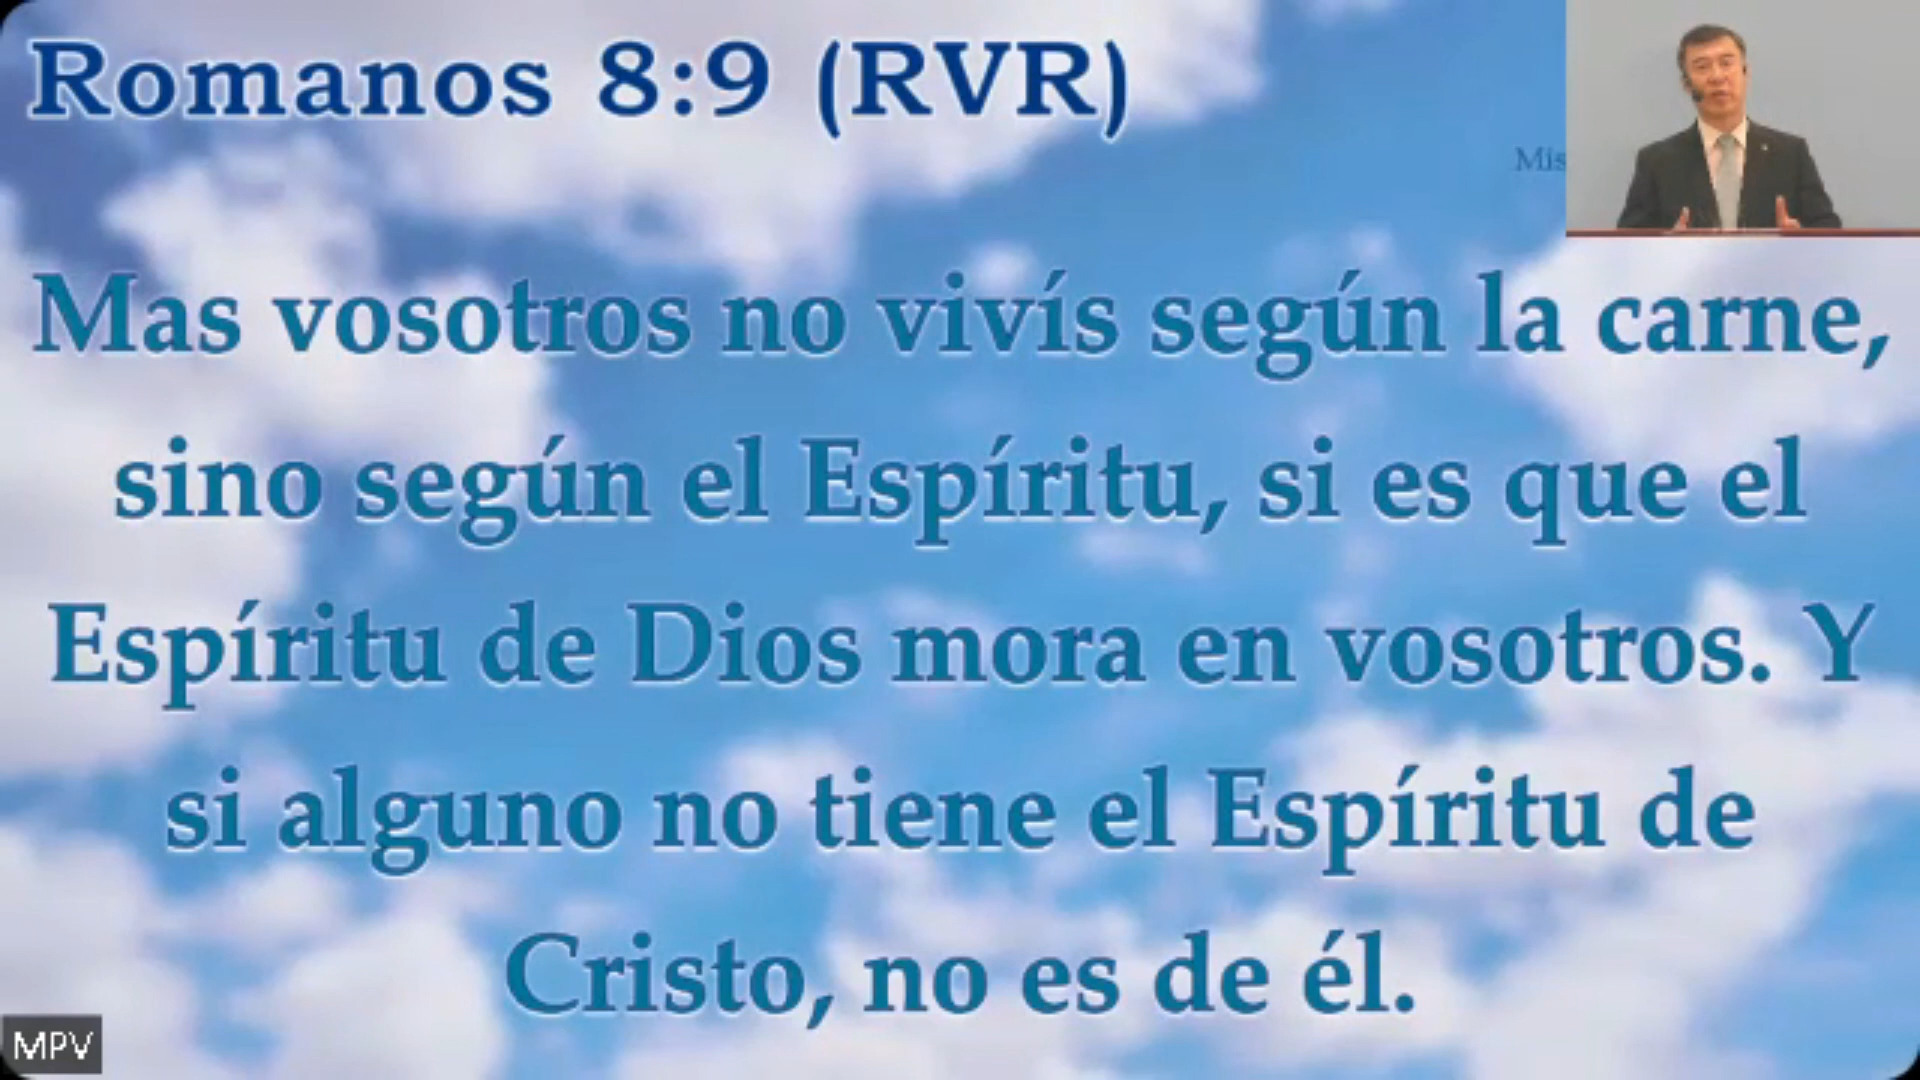 Romanos 8:9 (RVR)
Mis
Mas vosotros no vivís según la carne,
sino según el Espíritu, si es que el
Espíritu de Dios mora en vosotros. Y
si alguno no tiene el Espíritu de
Cristo, no es de él.
MPV